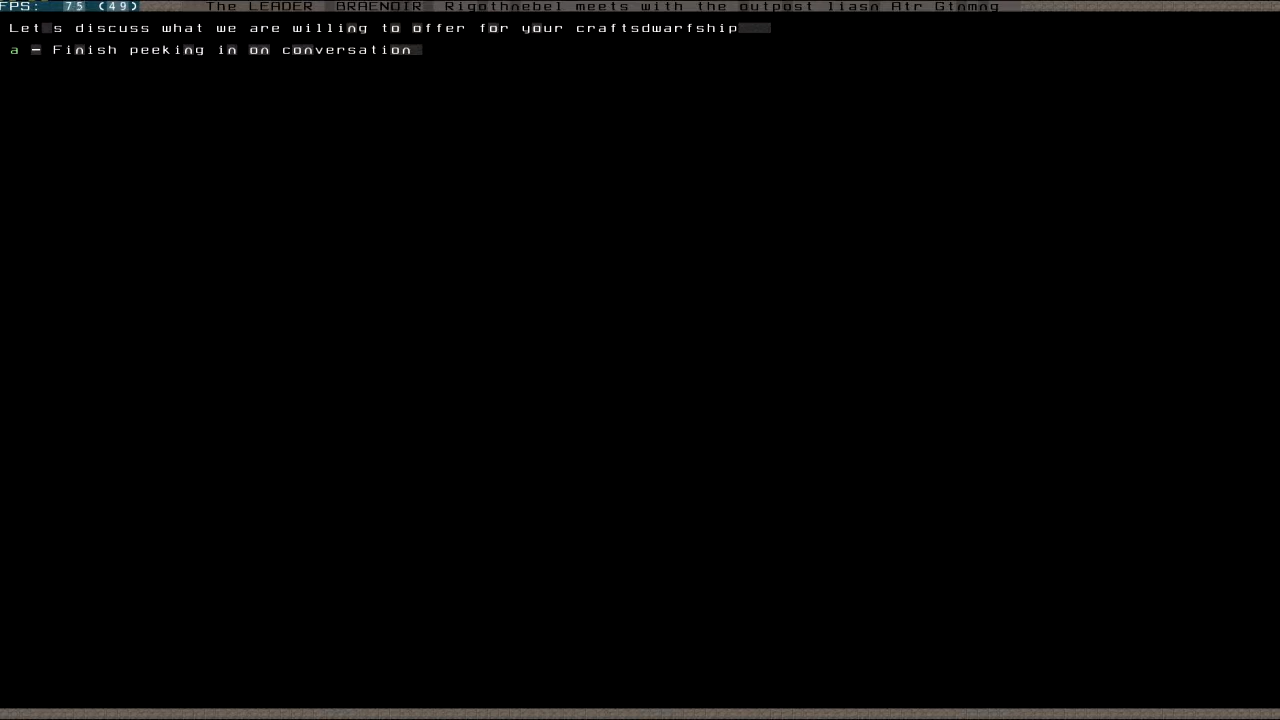 FPS: 75 (49) The LEADER BRAENOIR Rigothnebel meets with the outpost liasn Atr Gtnmng
Let s discuss what we are willing to offer for your craftsdwarfship
a - Finish peeking in on conversation